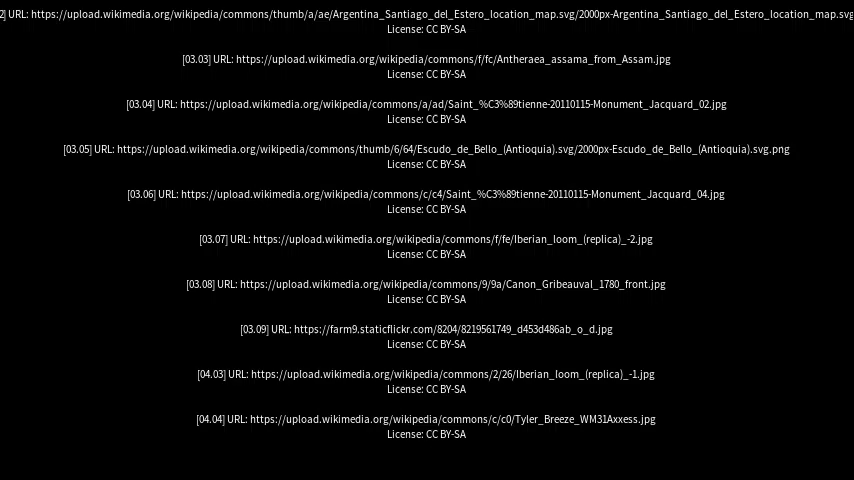 2] URL: https://upload.wikimedia.org/wikipedia/commons/thumb/a/ae/Argentina_Santiago_del_Estero_location_map.svg/2000px-Argentina_Santiago_del_Estero_location_map.svg
License: CC BY-SA
[03.03] URL: https://upload.wikimedia.org/wikipedia/commons/f/fc/Antheraea_assama_from_Assam.jpg
License: CC BY-SA
[03.04] URL: https://upload.wikimedia.org/wikipedia/commons/a/ad/Saint_%C3%89tienne-20110115-Monument_Jacquard_02.jpg
License: CC BY-SA
[03.05] URL: https://upload.wikimedia.org/wikipedia/commons/thumb/6/64/Escudo_de_Bello_(Antioquia).svg/2000px-Escudo_de_Bello_(Antioquia).svg.png
License: CC BY-SA
[03.06] URL: https://upload.wikimedia.org/wikipedia/commons/c/c4/Saint_%C3%89tienne-20110115-Monument_Jacquard_04.jpg
License: CC BY-SA
[03.07] URL: https://upload.wikimedia.org/wikipedia/commons/f/fe/Iberian_loom_(replica)_-2.jpg
License: CC BY-SA
[03.08] URL: https://upload.wikimedia.org/wikipedia/commons/9/9a/Canon_Gribeauval_1780_front.jpg
License: CC BY-SA
[03.09] URL: https://farm9.staticflickr.com/8204/8219561749_d453d486ab_o_d.jpg
License: CC BY-SA
[04.03] URL: https://upload.wikimedia.org/wikipedia/commons/2/26/Iberian_loom_(replica)_-1.jpg
License: CC BY-SA
[04.04] URL: https://upload.wikimedia.org/wikipedia/commons/c/c0/Tyler_Breeze_WM31Axxess.jpg
License: CC BY-SA